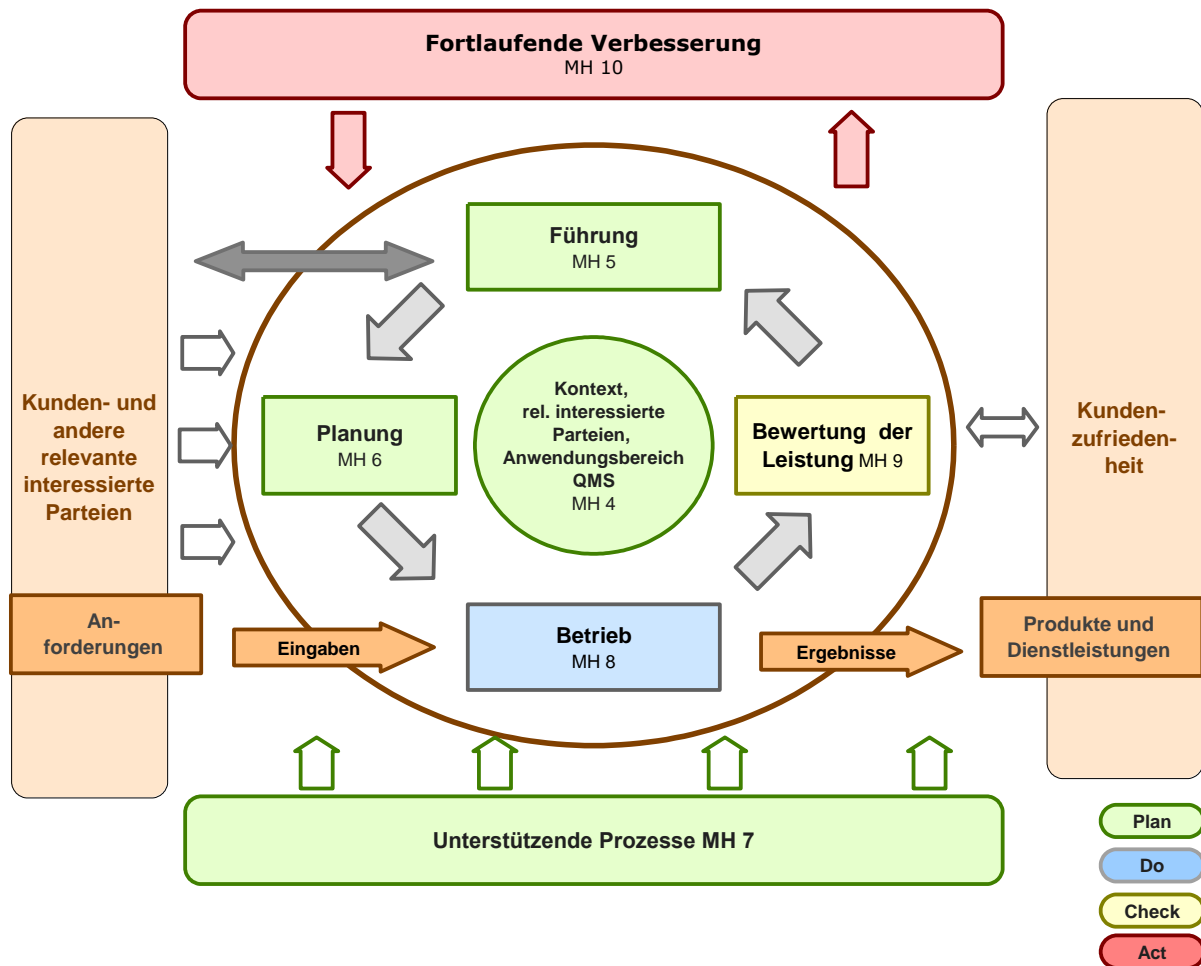 Fortlaufende Verbesserung
MH 10
Führung
MH 5
Kunden- und
andere
relevante
interessierte
Parteien
Planung
MH 6
Kontext,
rel. interessierte
Parteien,
Anwendungsbereich
QMS
MH 4
Bewertung der
Leistung MH 9
Kunden-
zufrieden-
heit
An-
forderungen
Eingaben
Betrieb
MH 8
Ergebnisse
Produkte und
Dienstleistungen
Unterstützende Prozesse MH 7
Plan
Do
Check
Act